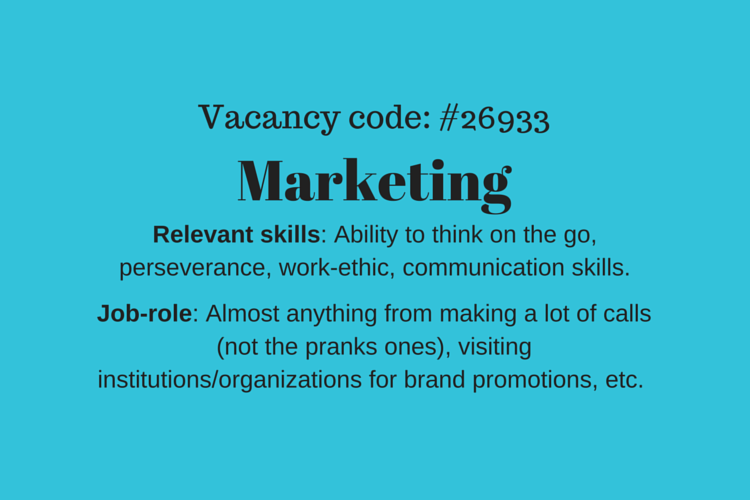 Vacancy code: #26933
Marketing
Relevant skills: Ability to think on the go,
perseverance, work-ethic, communication skills.
Job-role: Almost anything from making a lot of calls
(not the pranks ones), visiting
institutions/organizations for brand promotions, etc.